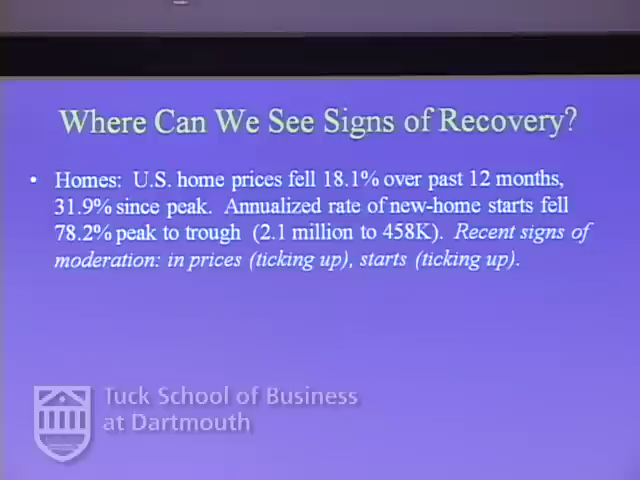 Where Can We See Signs of Recovery?
• Homes: U.S. home prices fell 18.1% over past 12 months,
31.9% since peak. Annualized rate of new-home starts fell
78.2% peak to trough (2.1 million to 458K). Recent signs of
moderation: in prices (ticking up), starts (ticking up).
Tuck School of Business
at Dartmouth